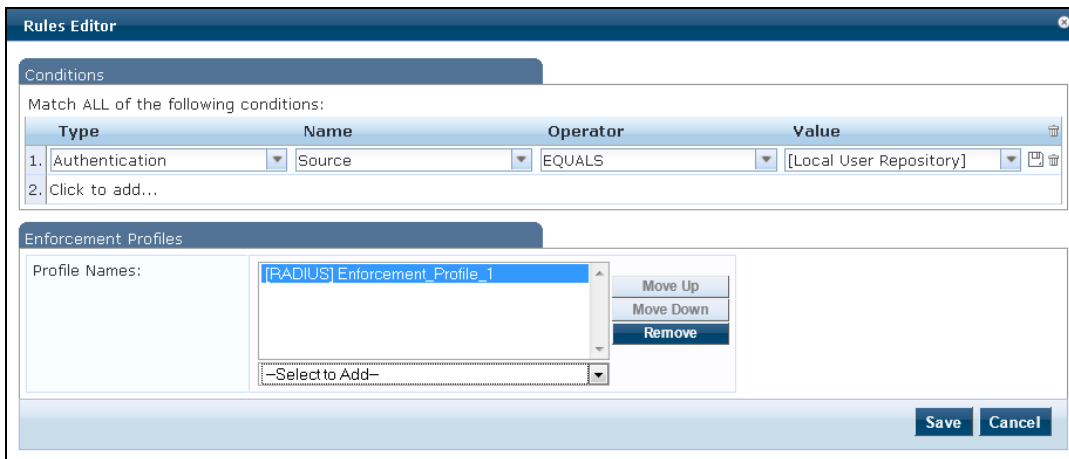 Rules Editor
Conditions
Match ALL of the following conditions:
Type Name Operator Value
1. Authentication Source EQUALS [Local User Repository]
2. Click to add...
Enforcement Profiles
Profile Names:
[RADIUS] Enforcement_Profile_1
Move Up
Move Down
Remove
--Select to Add--
Save Cancel